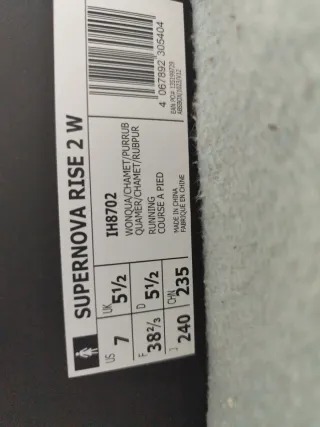 SUPERNOVA RISE 2 W
IH8702
WONQUA/CHAMET/PURRUB
QUAMER/CHAMET/RUBPUR
RUNNING
COURSE A PIED
MADE IN CHINA
FABRIQUE EN CHINE
4 067892 305404
US 7
UK 5½
F 38⅔
D 5½
J 240
CHN 235